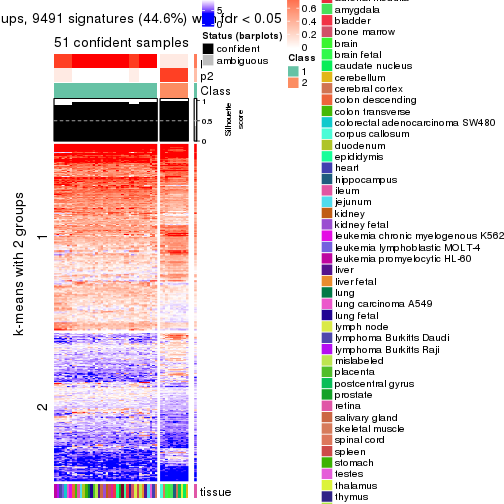 ups, 9491 signatures (44.6%) with fdr < 0.05
51 confident samples
p2
Class
1
0.5
0
Silhouette
score
k-means with 2 groups
1
2
tissue
5
0
Status (barplots)
confident
ambiguous
0.6
0.4
0.2
0
Class
1
2
amygdala
bladder
bone marrow
brain
brain fetal
caudate nucleus
cerebellum
cerebral cortex
colon descending
colon transverse
colorectal adenocarcinoma SW480
corpus callosum
duodenum
epididymis
heart
hippocampus
ileum
jejunum
kidney
kidney fetal
leukemia chronic myelogenous K562
leukemia lymphoblastic MOLT-4
leukemia promyelocytic HL-60
liver
liver fetal
lung
lung carcinoma A549
lung fetal
lymph node
lymphoma Burkitts Daudi
lymphoma Burkitts Raji
mislabeled
placenta
postcentral gyrus
prostate
retina
salivary gland
skeletal muscle
spinal cord
spleen
stomach
testes
thalamus
thymus